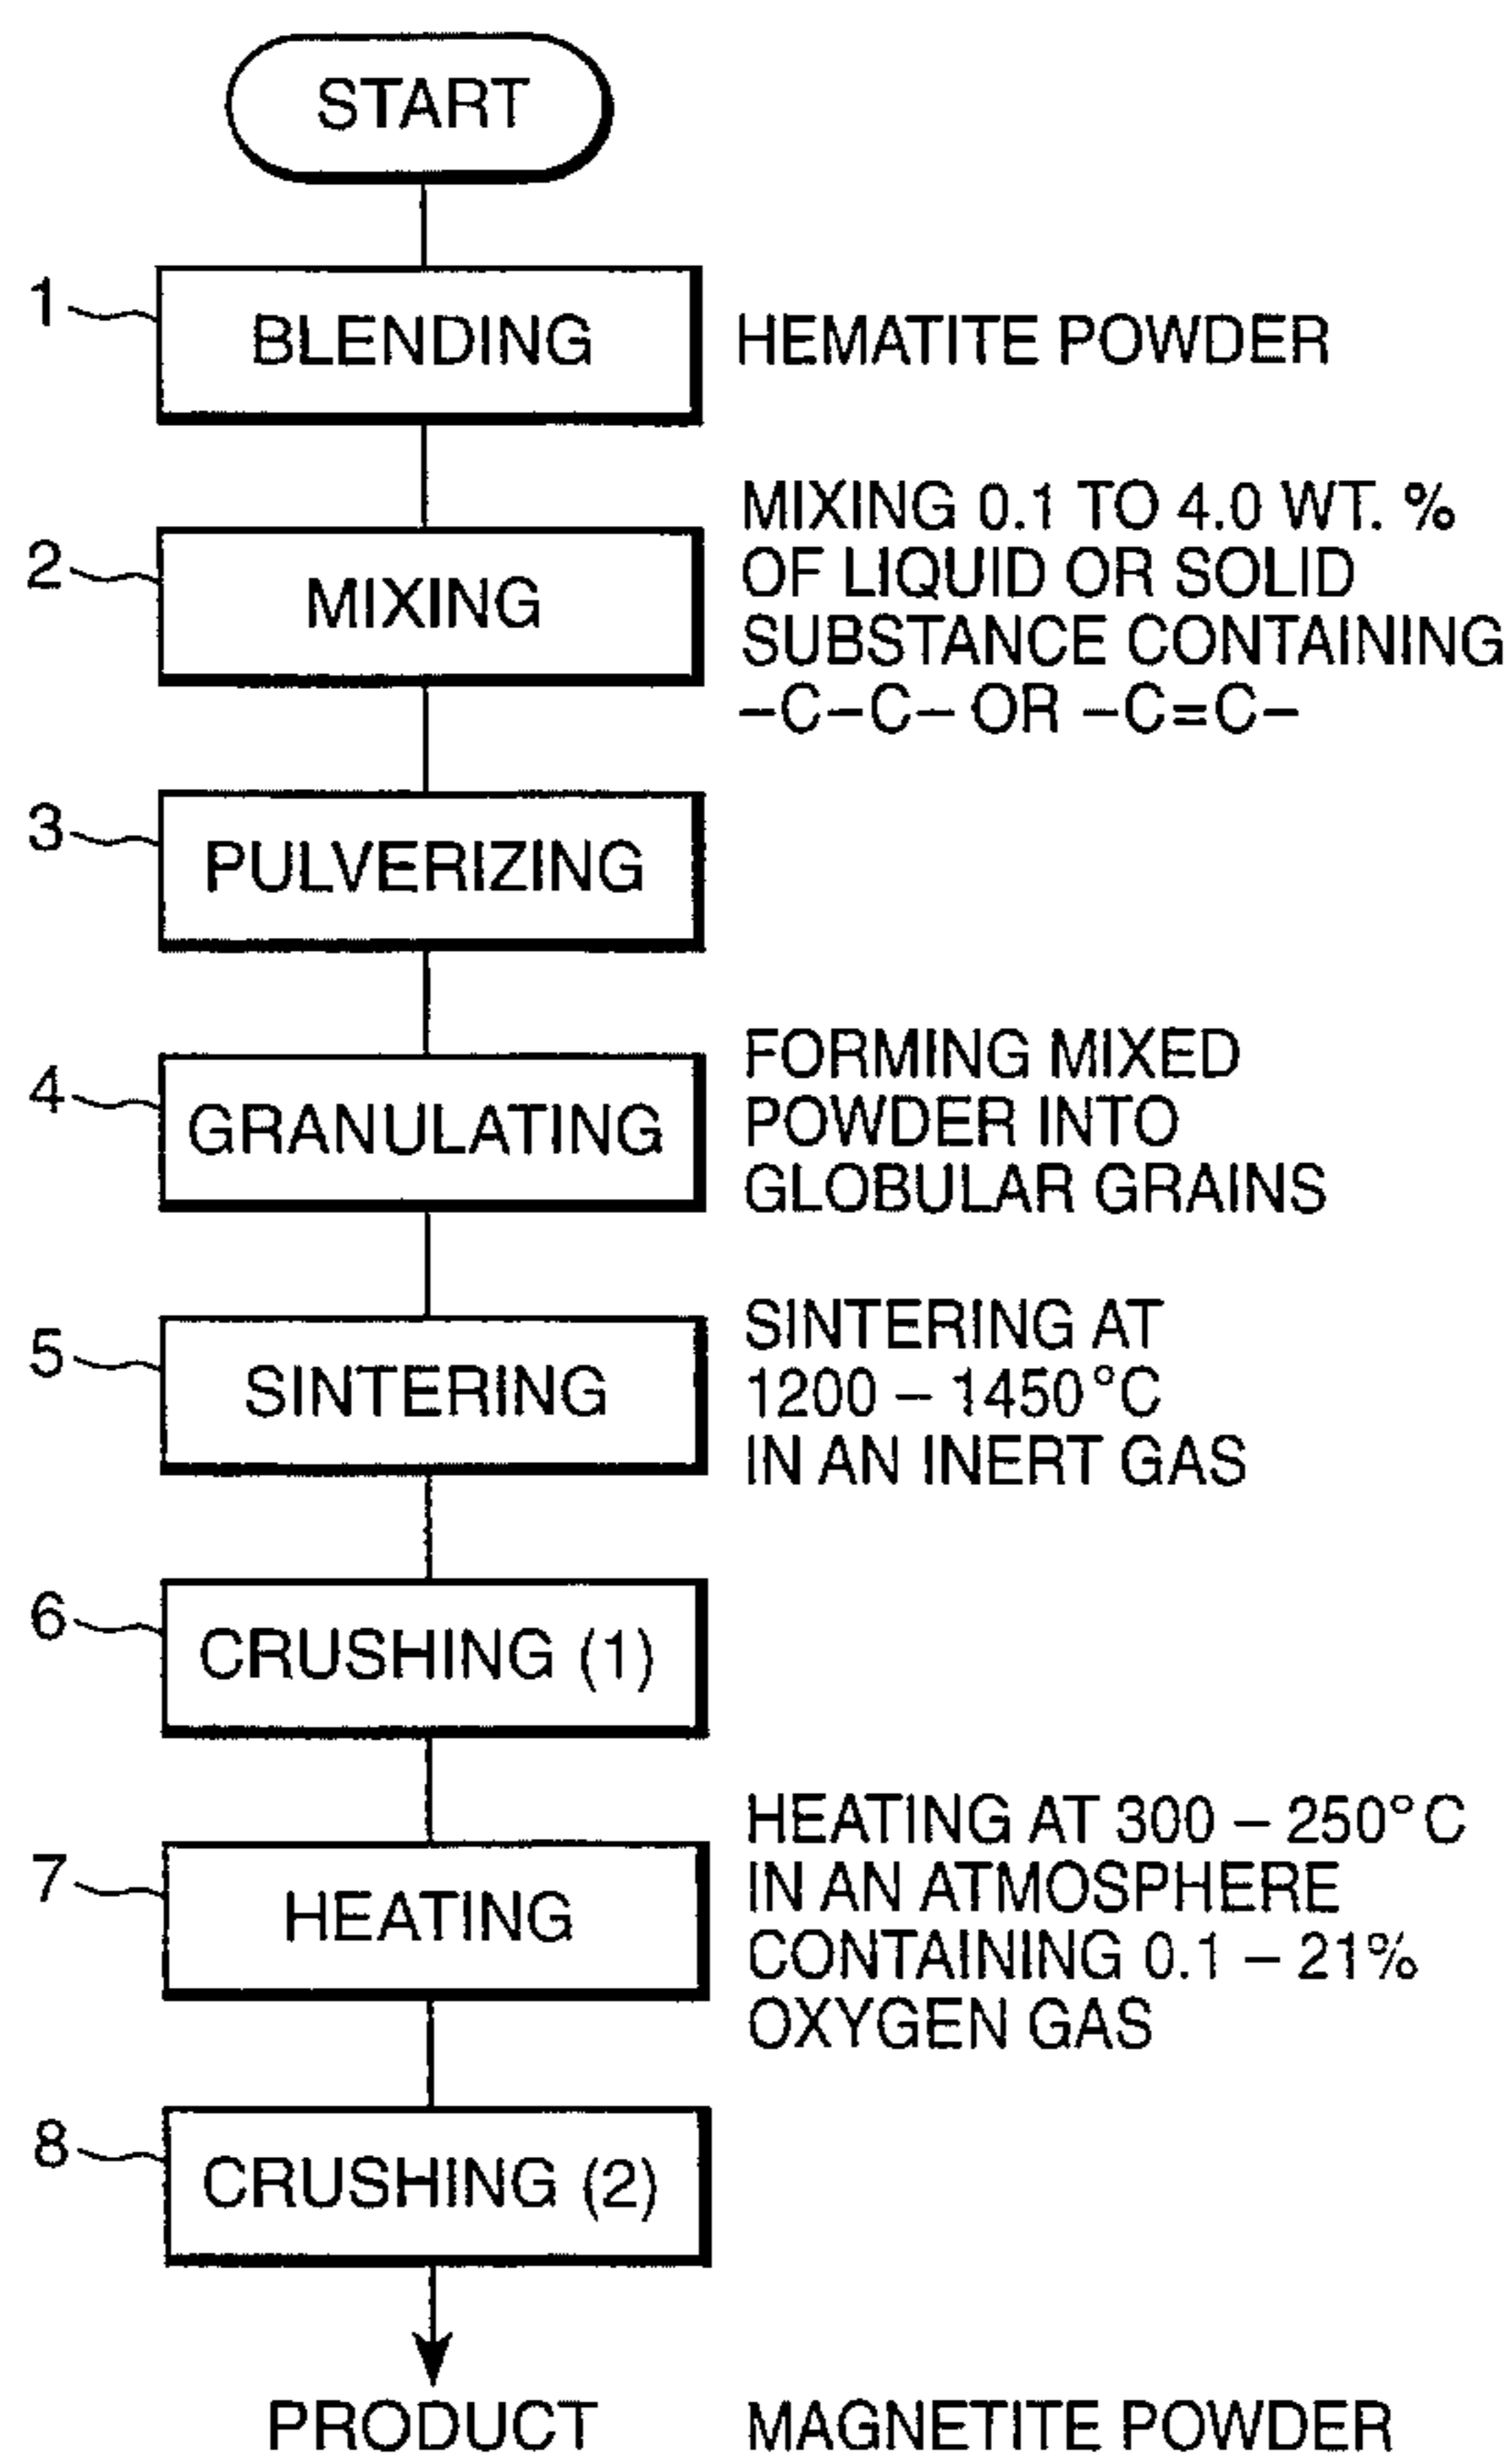 START
1
BLENDING
HEMATITE POWDER
2
MIXING
MIXING 0.1 TO 4.0 WT. %
OF LIQUID OR SOLID
SUBSTANCE CONTAINING
–C–C– OR –C=C–
3
PULVERIZING
4
GRANULATING
FORMING MIXED
POWDER INTO
GLOBULAR GRAINS
5
SINTERING
SINTERING AT
1200 – 1450°C
IN AN INERT GAS
6
CRUSHING (1)
7
HEATING
HEATING AT 300 – 250°C
IN AN ATMOSPHERE
CONTAINING 0.1 – 21%
OXYGEN GAS
8
CRUSHING (2)
PRODUCT
MAGNETITE POWDER